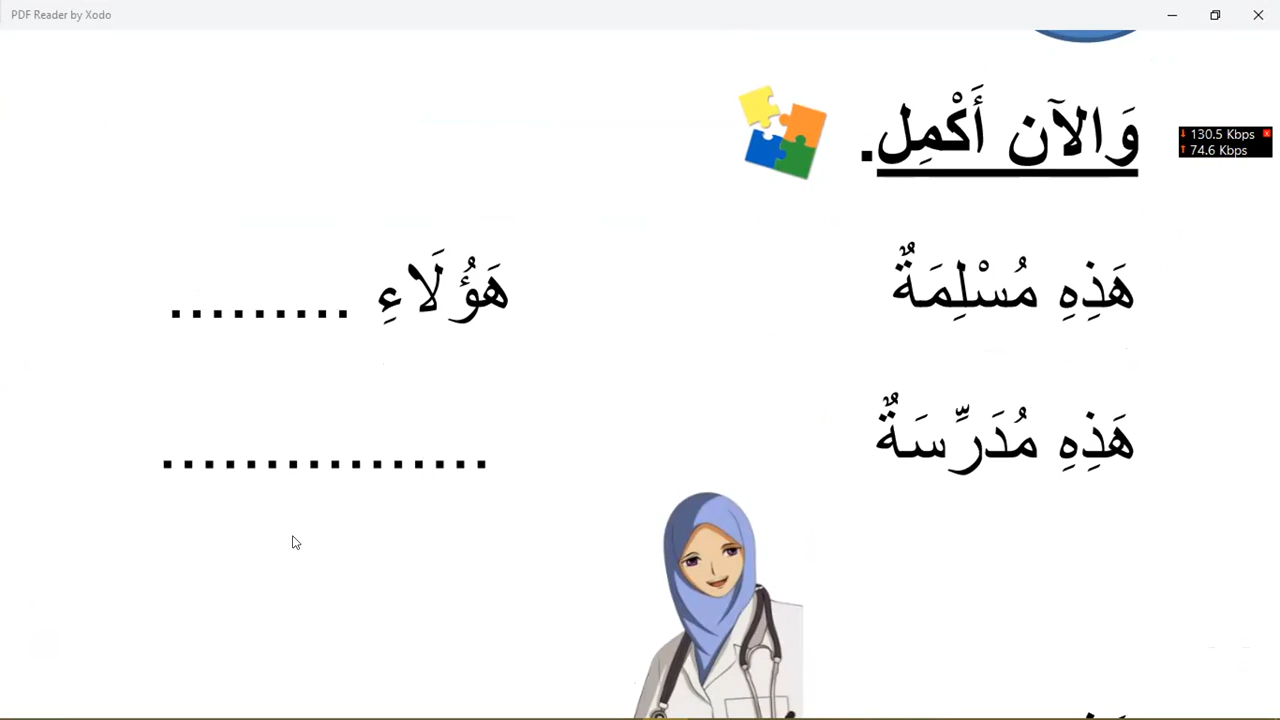 PDF Reader by Xodo
130.5 Kbps
74.6 Kbps
وَالآن أَكْمِل.
هَذِهِ مُسْلِمَةٌ هَؤُلَاءِ .........
هَذِهِ مُدَرِّسَةٌ ................